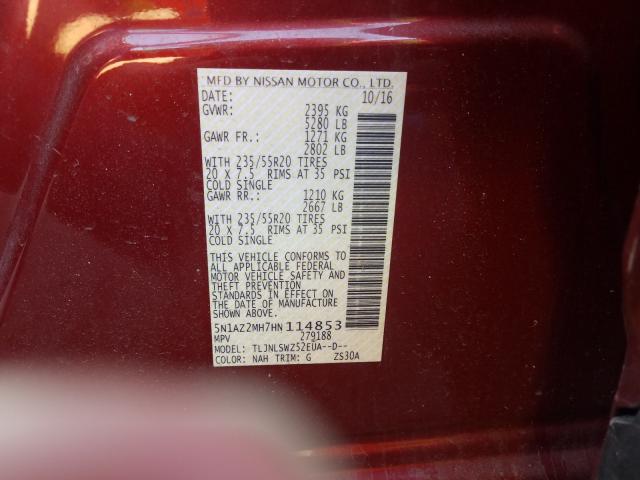 MFD BY NISSAN MOTOR CO., LTD.
DATE: 10/16
GVWR: 2395 KG
5280 LB
GAWR FR.: 1271 KG
2802 LB
WITH 235/55R20 TIRES
20 X 7.5 RIMS AT 35 PSI
COLD SINGLE
GAWR RR.: 1210 KG
2667 LB
WITH 235/55R20 TIRES
20 X 7.5 RIMS AT 35 PSI
COLD SINGLE
THIS VEHICLE CONFORMS TO
ALL APPLICABLE FEDERAL
MOTOR VEHICLE SAFETY AND
THEFT PREVENTION
STANDARDS IN EFFECT ON
THE DATE OF MANUFACTURE
SHOWN ABOVE.
5N1AZ2MH7HN114853
MPV 279188
MODEL: TLJNLSWZ52EUA--D--
COLOR: NAH TRIM: G ZS30A